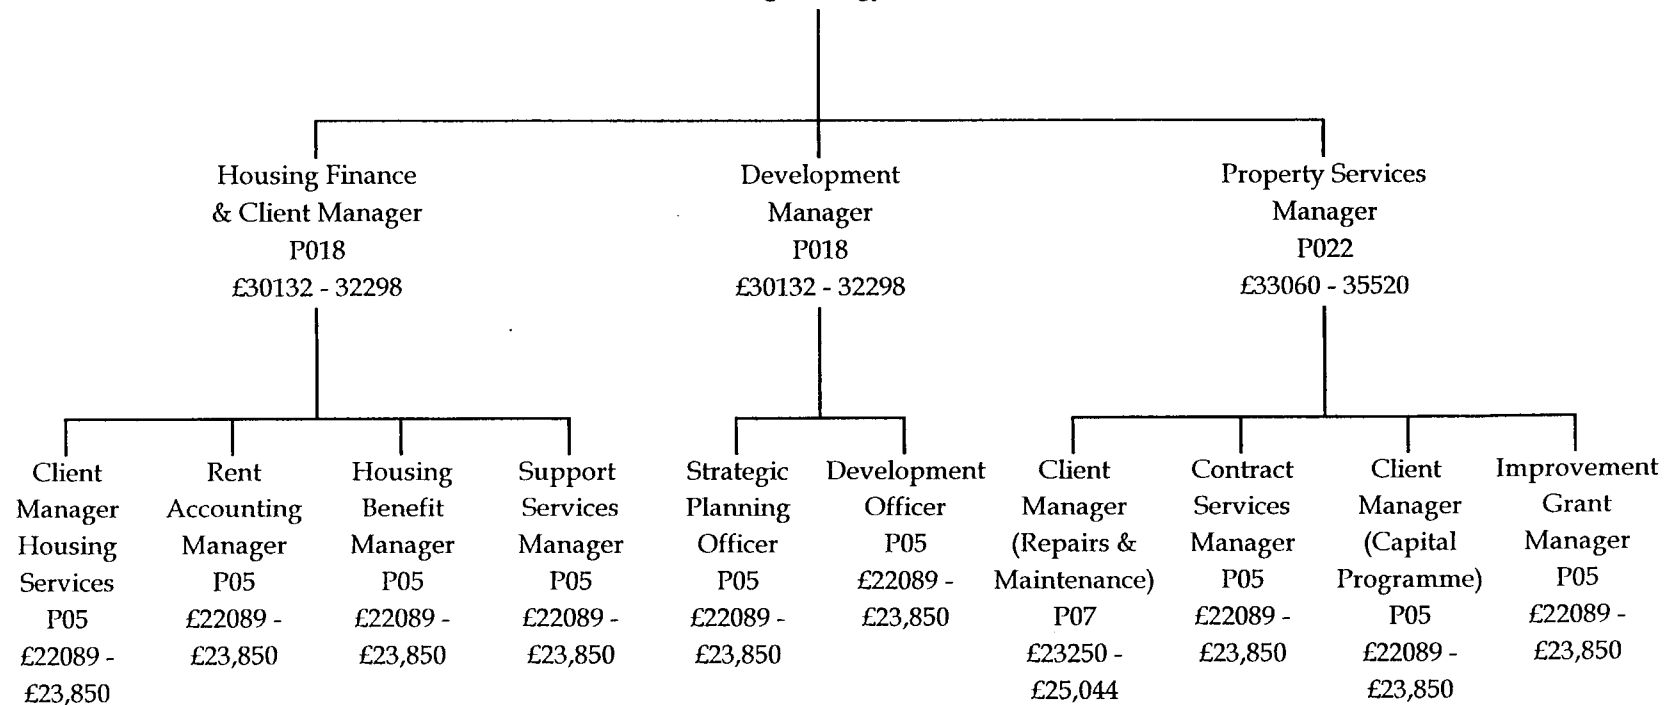 Housing Finance
& Client Manager
P018
£30132 - 32298
Development
Manager
P018
£30132 - 32298
Property Services
Manager
P022
£33060 - 35520
Client
Manager
Housing
Services
P05
£22089 -
£23,850
Rent
Accounting
Manager
P05
£22089 -
£23,850
Housing
Benefit
Manager
P05
£22089 -
£23,850
Support
Services
Manager
P05
£22089 -
£23,850
Strategic
Planning
Officer
P05
£22089 -
£23,850
Development
Officer
P05
£22089 -
£23,850
Client
Manager
(Repairs &
Maintenance)
P07
£23250 -
£25,044
Contract
Services
Manager
P05
£22089 -
£23,850
Client
Manager
(Capital
Programme)
P05
£22089 -
£23,850
Improvement
Grant
Manager
P05
£22089 -
£23,850